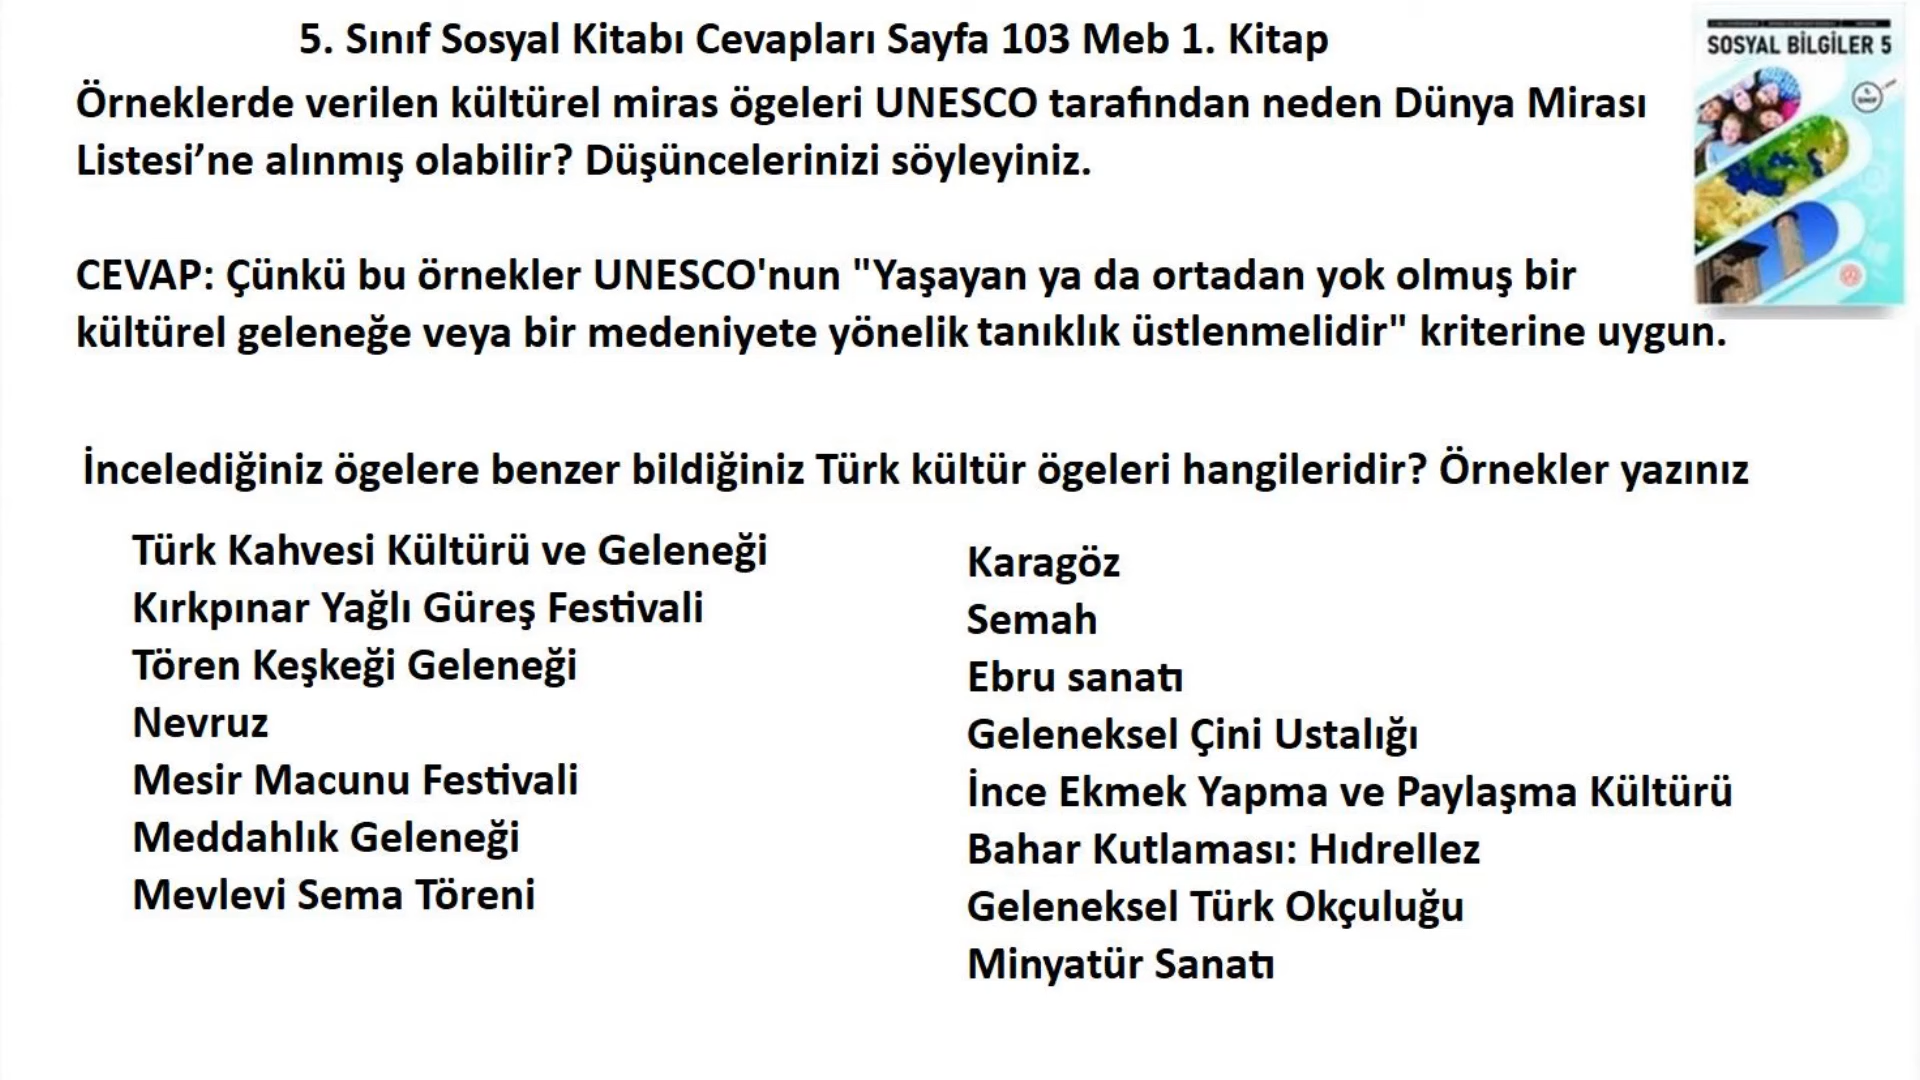 5. Sınıf Sosyal Kitabı Cevapları Sayfa 103 Meb 1. Kitap
SOSYAL BİLGİLER 5
Örneklerde verilen kültürel miras ögeleri UNESCO tarafından neden Dünya Mirası
Listesi’ne alınmış olabilir? Düşüncelerinizi söyleyiniz.
CEVAP: Çünkü bu örnekler UNESCO'nun "Yaşayan ya da ortadan yok olmuş bir
kültürel geleneğe veya bir medeniyete yönelik tanıklık üstlenmelidir" kriterine uygun.
İncelediğiniz ögelere benzer bildiğiniz Türk kültür ögeleri hangileridir? Örnekler yazınız
Türk Kahvesi Kültürü ve Geleneği
Kırkpınar Yağlı Güreş Festivali
Tören Keşkeği Geleneği
Nevruz
Mesir Macunu Festivali
Meddahlık Geleneği
Mevlevi Sema Töreni
Karagöz
Semah
Ebru sanatı
Geleneksel Çini Ustalığı
İnce Ekmek Yapma ve Paylaşma Kültürü
Bahar Kutlaması: Hıdrellez
Geleneksel Türk Okçuluğu
Minyatür Sanatı